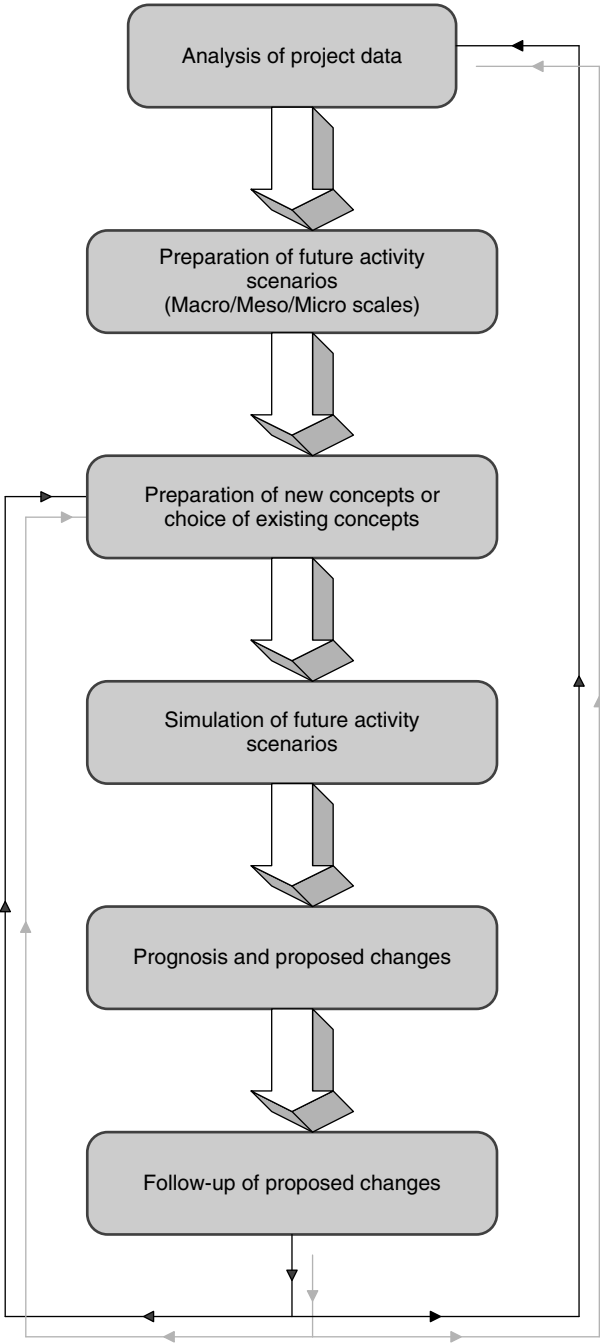 Analysis of project data
Preparation of future activity
scenarios
(Macro/Meso/Micro scales)
Preparation of new concepts or
choice of existing concepts
Simulation of future activity
scenarios
Prognosis and proposed changes
Follow-up of proposed changes